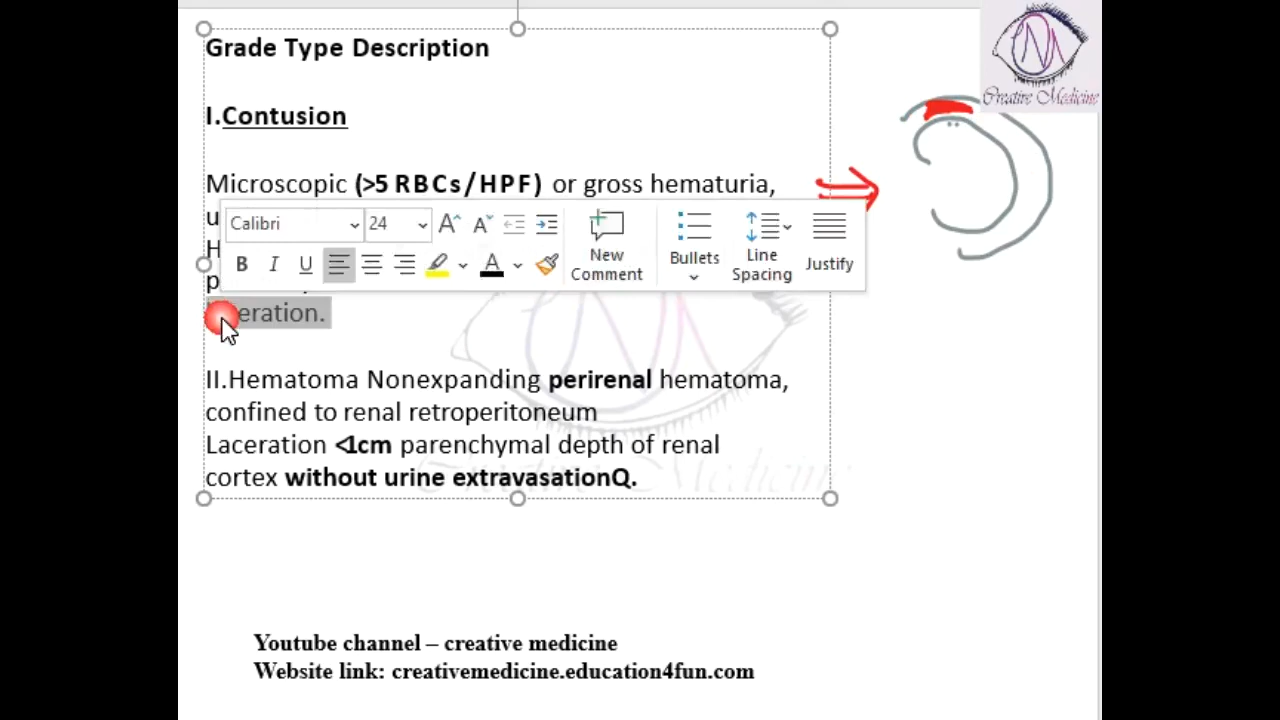 Grade Type Description
I.Contusion
Microscopic (>5 RBCs/HPF) or gross hematuria,
u
H
p
eration.
Calibri
24
New
Comment
Bullets
Line
Spacing
Justify
B I U A
II.Hematoma Nonexpanding perirenal hematoma,
confined to renal retroperitoneum
Laceration <1cm parenchymal depth of renal
cortex without urine extravasationQ.
Youtube channel – creative medicine
Website link: creativemedicine.education4fun.com
Creative Medicine